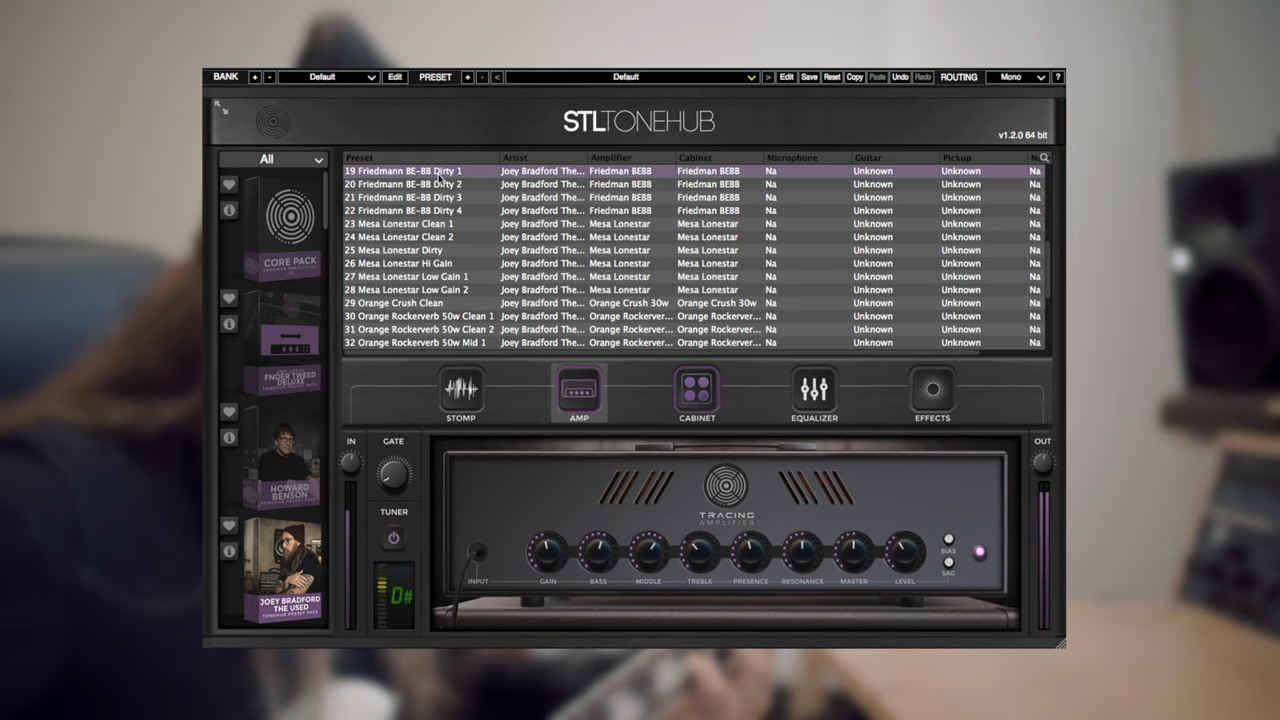 BANK + - Default Edit PRESET + - < Default > Edit Save Reset Copy Paste Undo Redo ROUTING Mono ?
STLTONEHUB
v1.2.0 64 bit
All
Preset Artist Amplifier Cabinet Microphone Guitar Pickup
19 Friedmann BE-BB Dirty 1 Joey Bradford The... Friedman BEBB Friedman BEBB Na Unknown Unknown Na
20 Friedmann BE-BB Dirty 2 Joey Bradford The... Friedman BEBB Friedman BEBB Na Unknown Unknown Na
21 Friedmann BE-BB Dirty 3 Joey Bradford The... Friedman BEBB Friedman BEBB Na Unknown Unknown Na
22 Friedmann BE-BB Dirty 4 Joey Bradford The... Friedman BEBB Friedman BEBB Na Unknown Unknown Na
23 Mesa Lonestar Clean 1 Joey Bradford The... Mesa Lonestar Mesa Lonestar Na Unknown Unknown Na
24 Mesa Lonestar Clean 2 Joey Bradford The... Mesa Lonestar Mesa Lonestar Na Unknown Unknown Na
25 Mesa Lonestar Dirty Joey Bradford The... Mesa Lonestar Mesa Lonestar Na Unknown Unknown Na
26 Mesa Lonestar Hi Gain Joey Bradford The... Mesa Lonestar Mesa Lonestar Na Unknown Unknown Na
27 Mesa Lonestar Low Gain 1 Joey Bradford The... Mesa Lonestar Mesa Lonestar Na Unknown Unknown Na
28 Mesa Lonestar Low Gain 2 Joey Bradford The... Mesa Lonestar Mesa Lonestar Na Unknown Unknown Na
29 Orange Crush Clean Joey Bradford The... Orange Crush 30w Orange Crush 30w Na Unknown Unknown Na
30 Orange Rockerverb 50w Clean 1 Joey Bradford The... Orange Rockerver... Orange Rockerver... Na Unknown Unknown Na
31 Orange Rockerverb 50w Clean 2 Joey Bradford The... Orange Rockerver... Orange Rockerver... Na Unknown Unknown Na
32 Orange Rockerverb 50w Mid 1 Joey Bradford The... Orange Rockerver... Orange Rockerver... Na Unknown Unknown Na
CORE PACK
FNDER TWEED
DELUXE
HOWARD
BENSON
TONEHUB PRESET PACK
JOEY BRADFORD
THE USED
TONEHUB PRESET PACK
STOMP AMP CABINET EQUALIZER EFFECTS
IN GATE OUT
TUNER
D#
TRACING
AMPLIFIER
INPUT GAIN BASS MIDDLE TREBLE PRESENCE RESONANCE MASTER LEVEL
BIAS
SAG